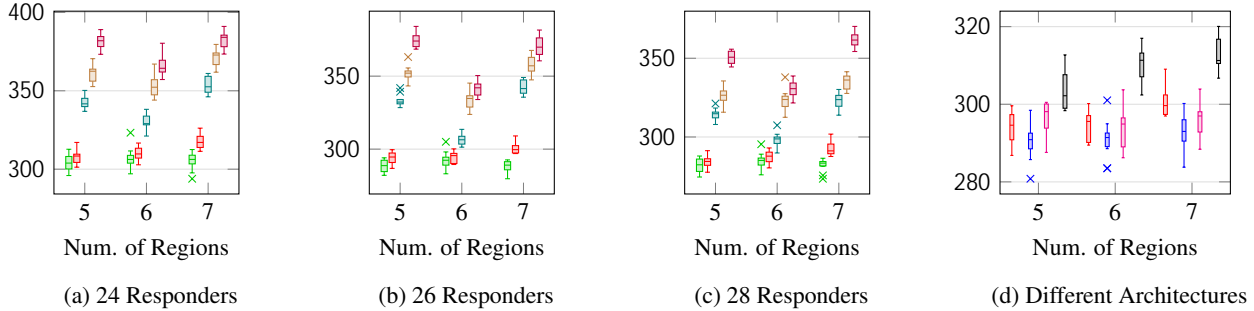 400
350
300
5
6
7
Num. of Regions
(a) 24 Responders
350
300
5
6
7
Num. of Regions
(b) 26 Responders
350
300
5
6
7
Num. of Regions
(c) 28 Responders
320
300
280
5
6
7
Num. of Regions
(d) Different Architectures